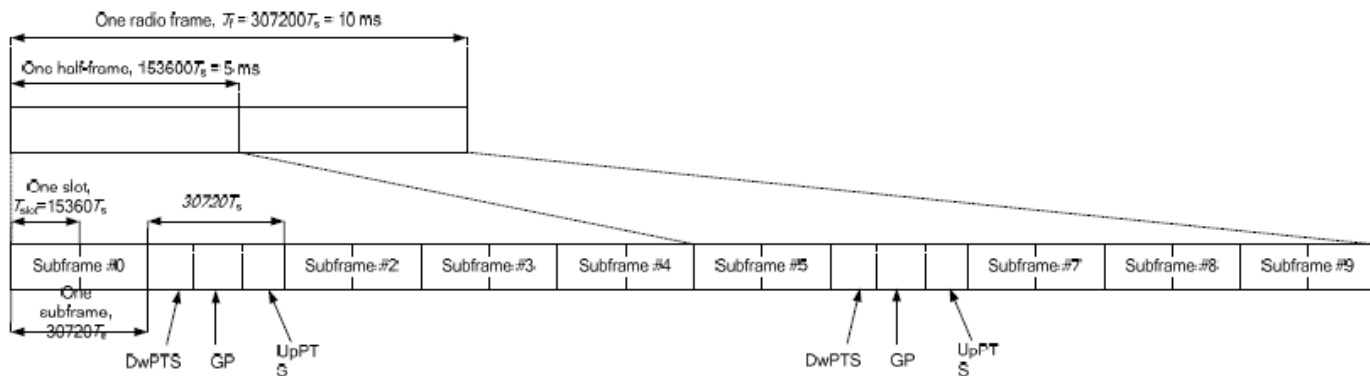 One radio frame, Tf = 307200Ts = 10 ms
One half-frame, 153600Ts = 5 ms
One slot,
Tslot=15360Ts
30720Ts
Subframe #0
Subframe #2
Subframe #3
Subframe #4
Subframe #5
Subframe #7
Subframe #8
Subframe #9
One
subframe,
30720Ts
DwPTS
GP
UpPT
S
DwPTS
GP
UpPT
S